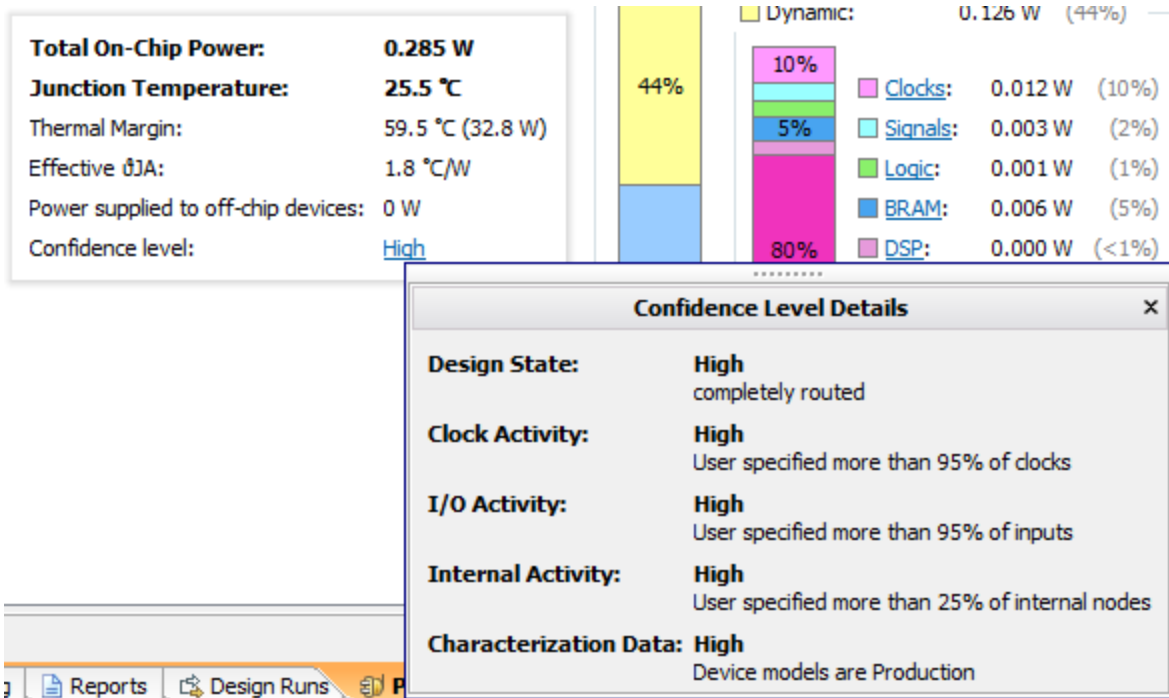 Dynamic: 0.126 W (44%)
Total On-Chip Power: 0.285 W
Junction Temperature: 25.5 °C
Thermal Margin: 59.5 °C (32.8 W)
Effective ϑJA: 1.8 °C/W
Power supplied to off-chip devices: 0 W
Confidence level: High
44%
10%
5%
80%
Clocks: 0.012 W (10%)
Signals: 0.003 W (2%)
Logic: 0.001 W (1%)
BRAM: 0.006 W (5%)
DSP: 0.000 W (<1%)
Confidence Level Details
Design State: High
completely routed
Clock Activity: High
User specified more than 95% of clocks
I/O Activity: High
User specified more than 95% of inputs
Internal Activity: High
User specified more than 25% of internal nodes
Characterization Data: High
Device models are Production
Reports Design Runs P